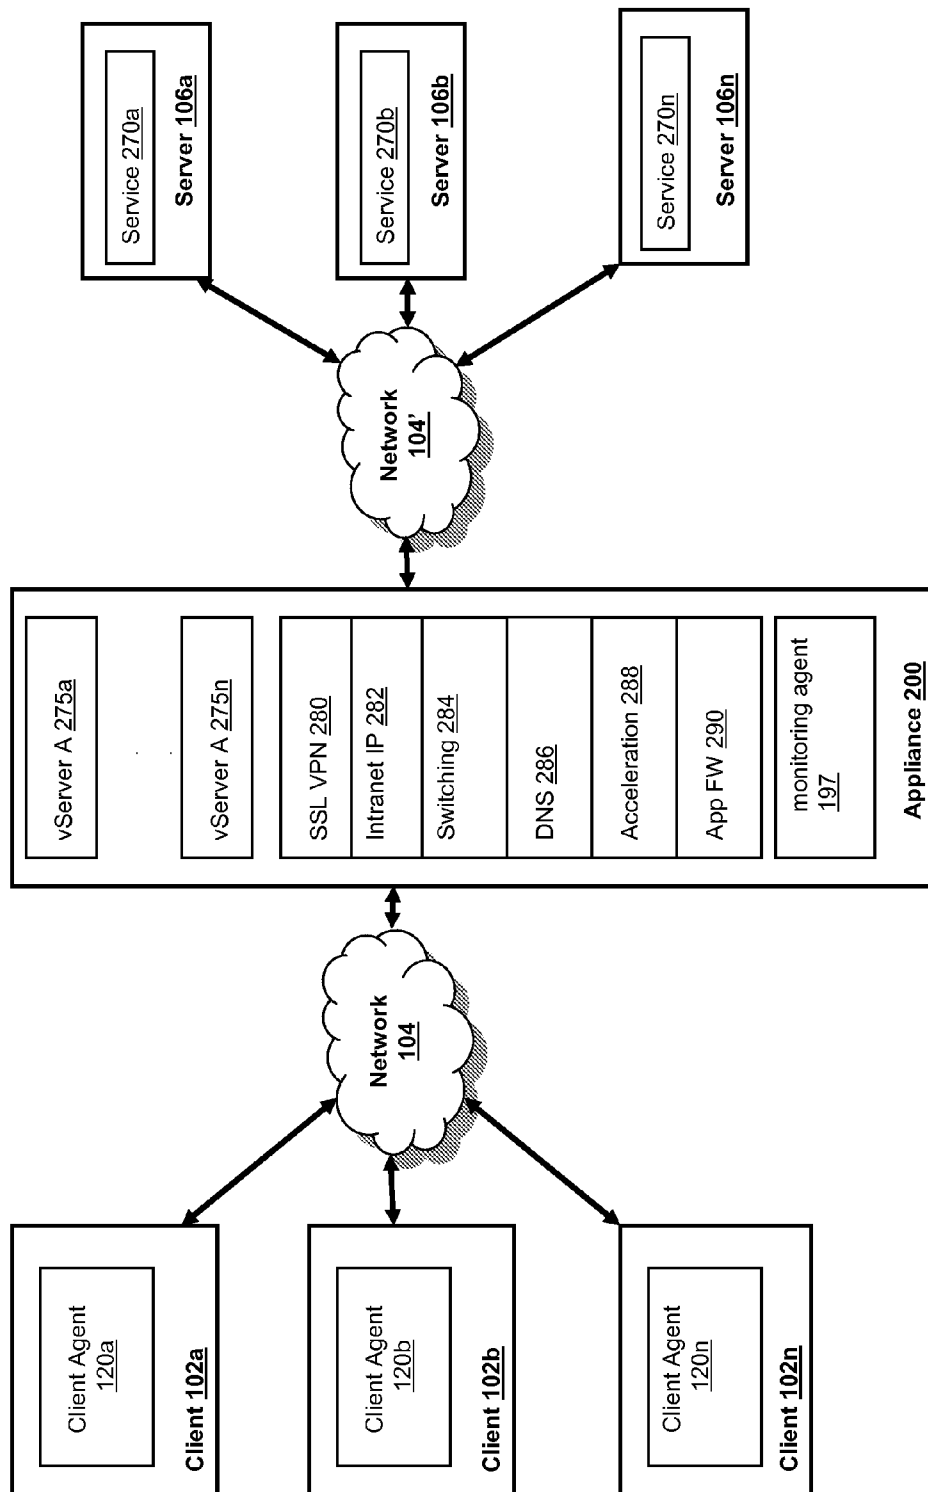 Client Agent
120a
Client 102a
Client Agent
120b
Client 102b
Client Agent
120n
Client 102n
Network
104
vServer A 275a
vServer A 275n
SSL VPN 280
Intranet IP 282
Switching 284
DNS 286
Acceleration 288
App FW 290
monitoring agent
197
Appliance 200
Network
104'
Service 270a
Server 106a
Service 270b
Server 106b
Service 270n
Server 106n